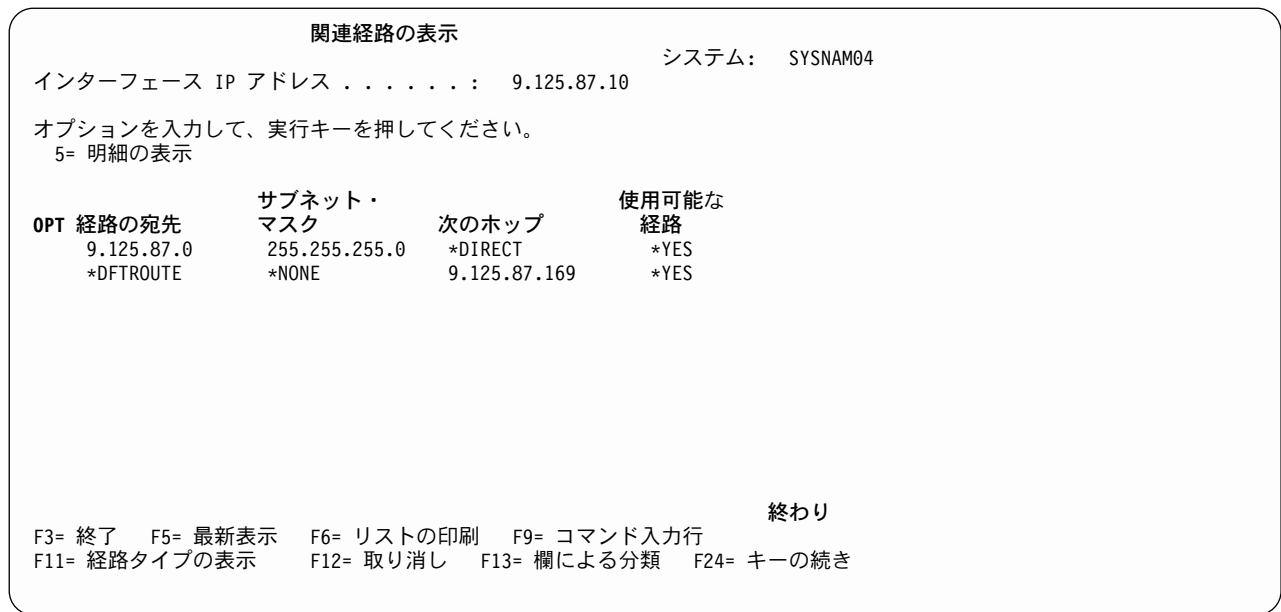 関連経路の表示
システム: SYSNAM04
インターフェース IP アドレス . . . . . . : 9.125.87.10
オプションを入力して、実行キーを押してください。
5= 明細の表示
サブネット・ 使用可能な
OPT 経路の宛先 マスク 次のホップ 経路
9.125.87.0 255.255.255.0 *DIRECT *YES
*DFTROUTE *NONE 9.125.87.169 *YES
終わり
F3= 終了 F5= 最新表示 F6= リストの印刷 F9= コマンド入力行
F11= 経路タイプの表示 F12= 取り消し F13= 欄による分類 F24= キーの続き